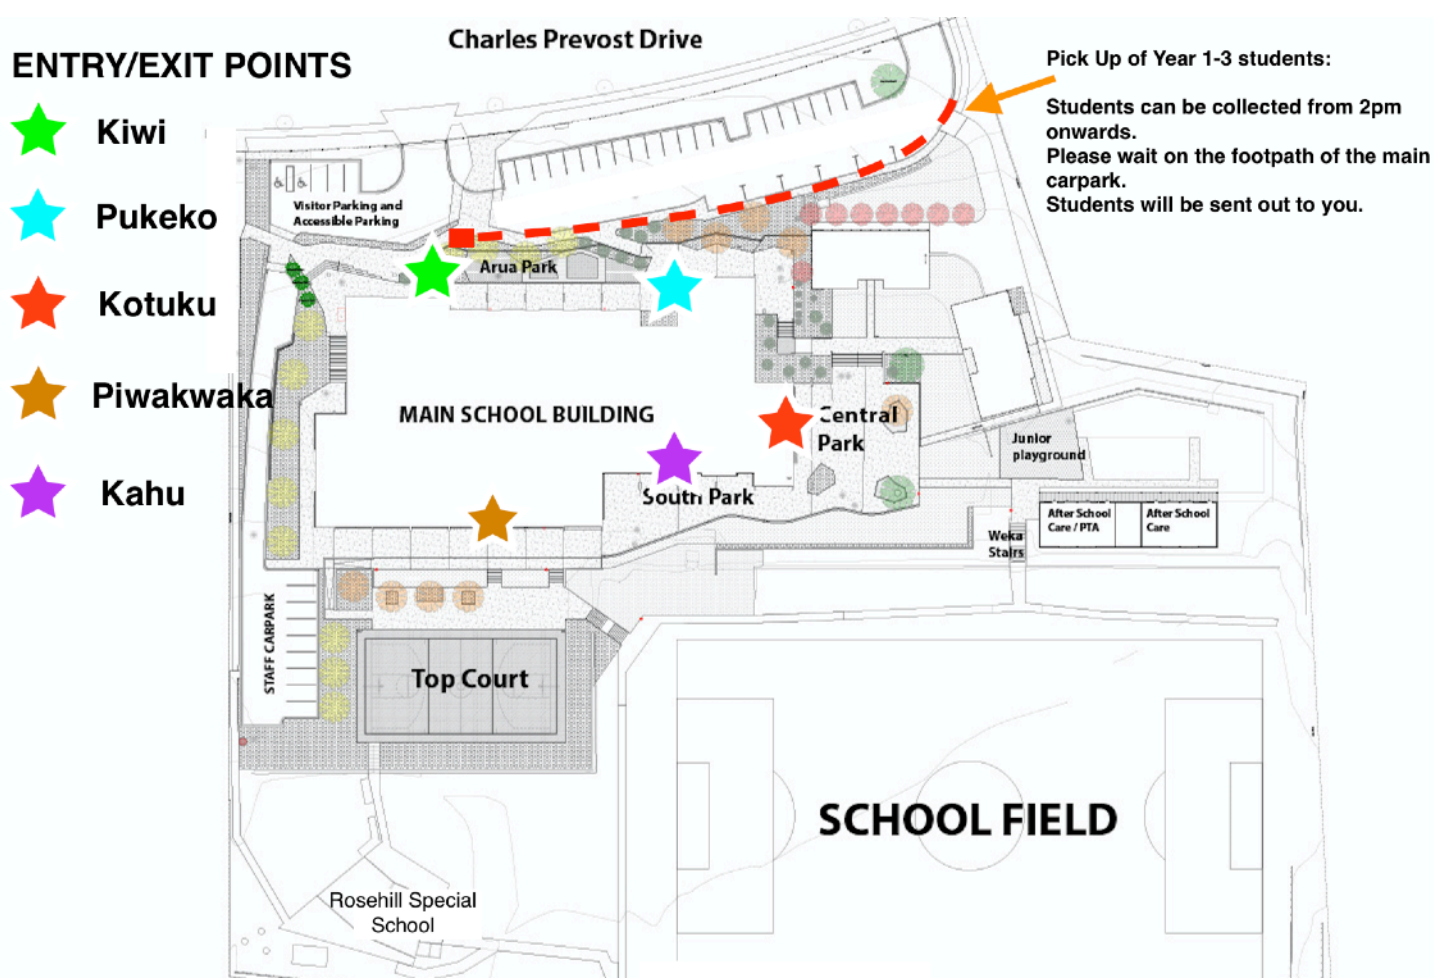 Charles Prevost Drive
ENTRY/EXIT POINTS
Kiwi
Pukeko
Kotuku
Piwakwaka
Kahu
Pick Up of Year 1-3 students:
Students can be collected from 2pm
onwards.
Please wait on the footpath of the main
carpark.
Students will be sent out to you.
Visitor Parking and
Accessible Parking
Arua Park
MAIN SCHOOL BUILDING
Central
Park
South Park
Junior
playground
After School
Care / PTA
After School
Care
Weka
Stairs
STAFF CARPARK
Top Court
SCHOOL FIELD
Rosehill Special
School